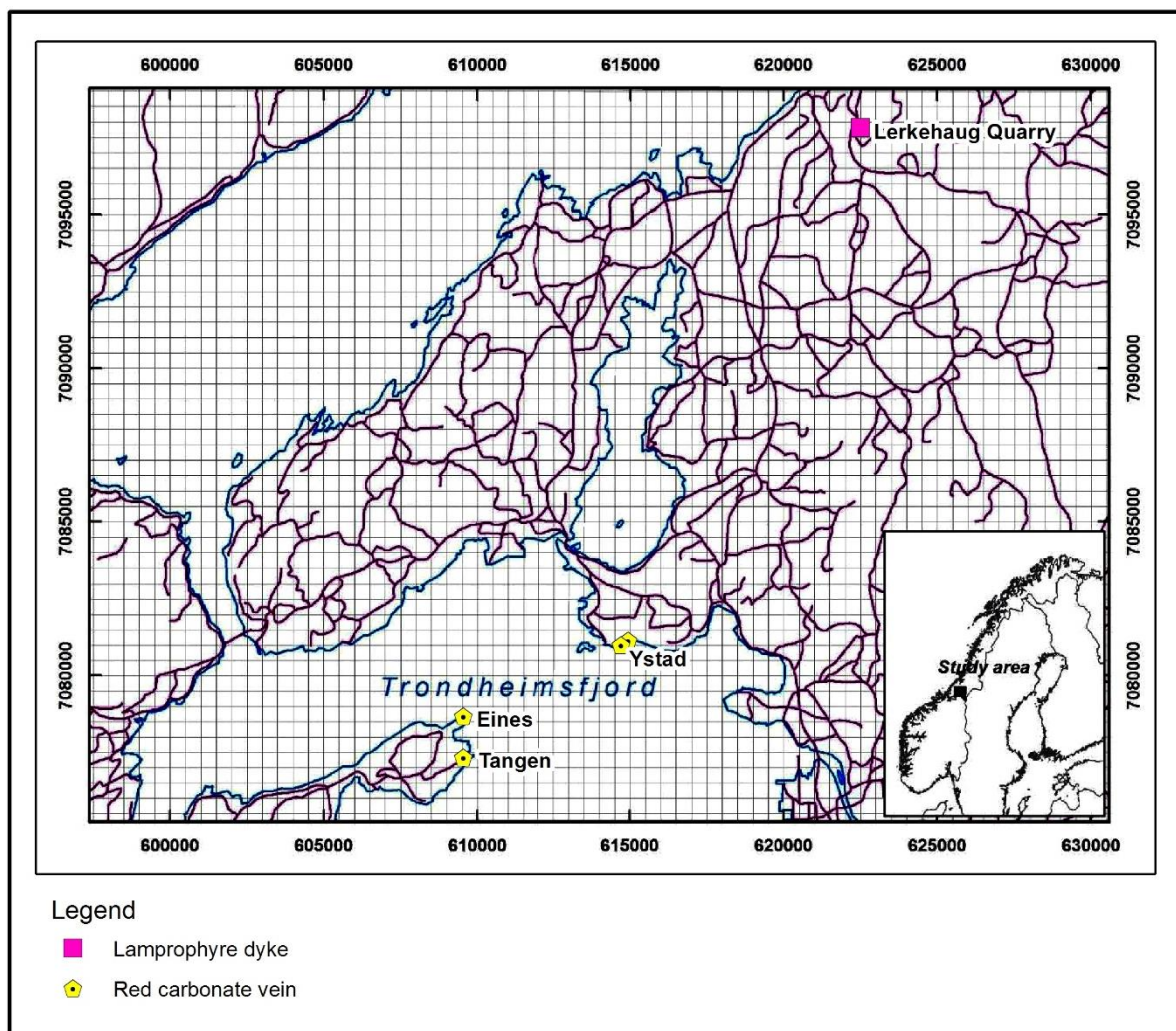 600000 605000 610000 615000 620000 625000 630000
Lerkehaug Quarry
7095000 7095000
7090000 7090000
7085000 7085000
7080000 7080000
Study area
Ystad
Trondheimsfjord
Eines
Tangen
600000 605000 610000 615000 620000 625000 630000
Legend
Lamprophyre dyke
Red carbonate vein